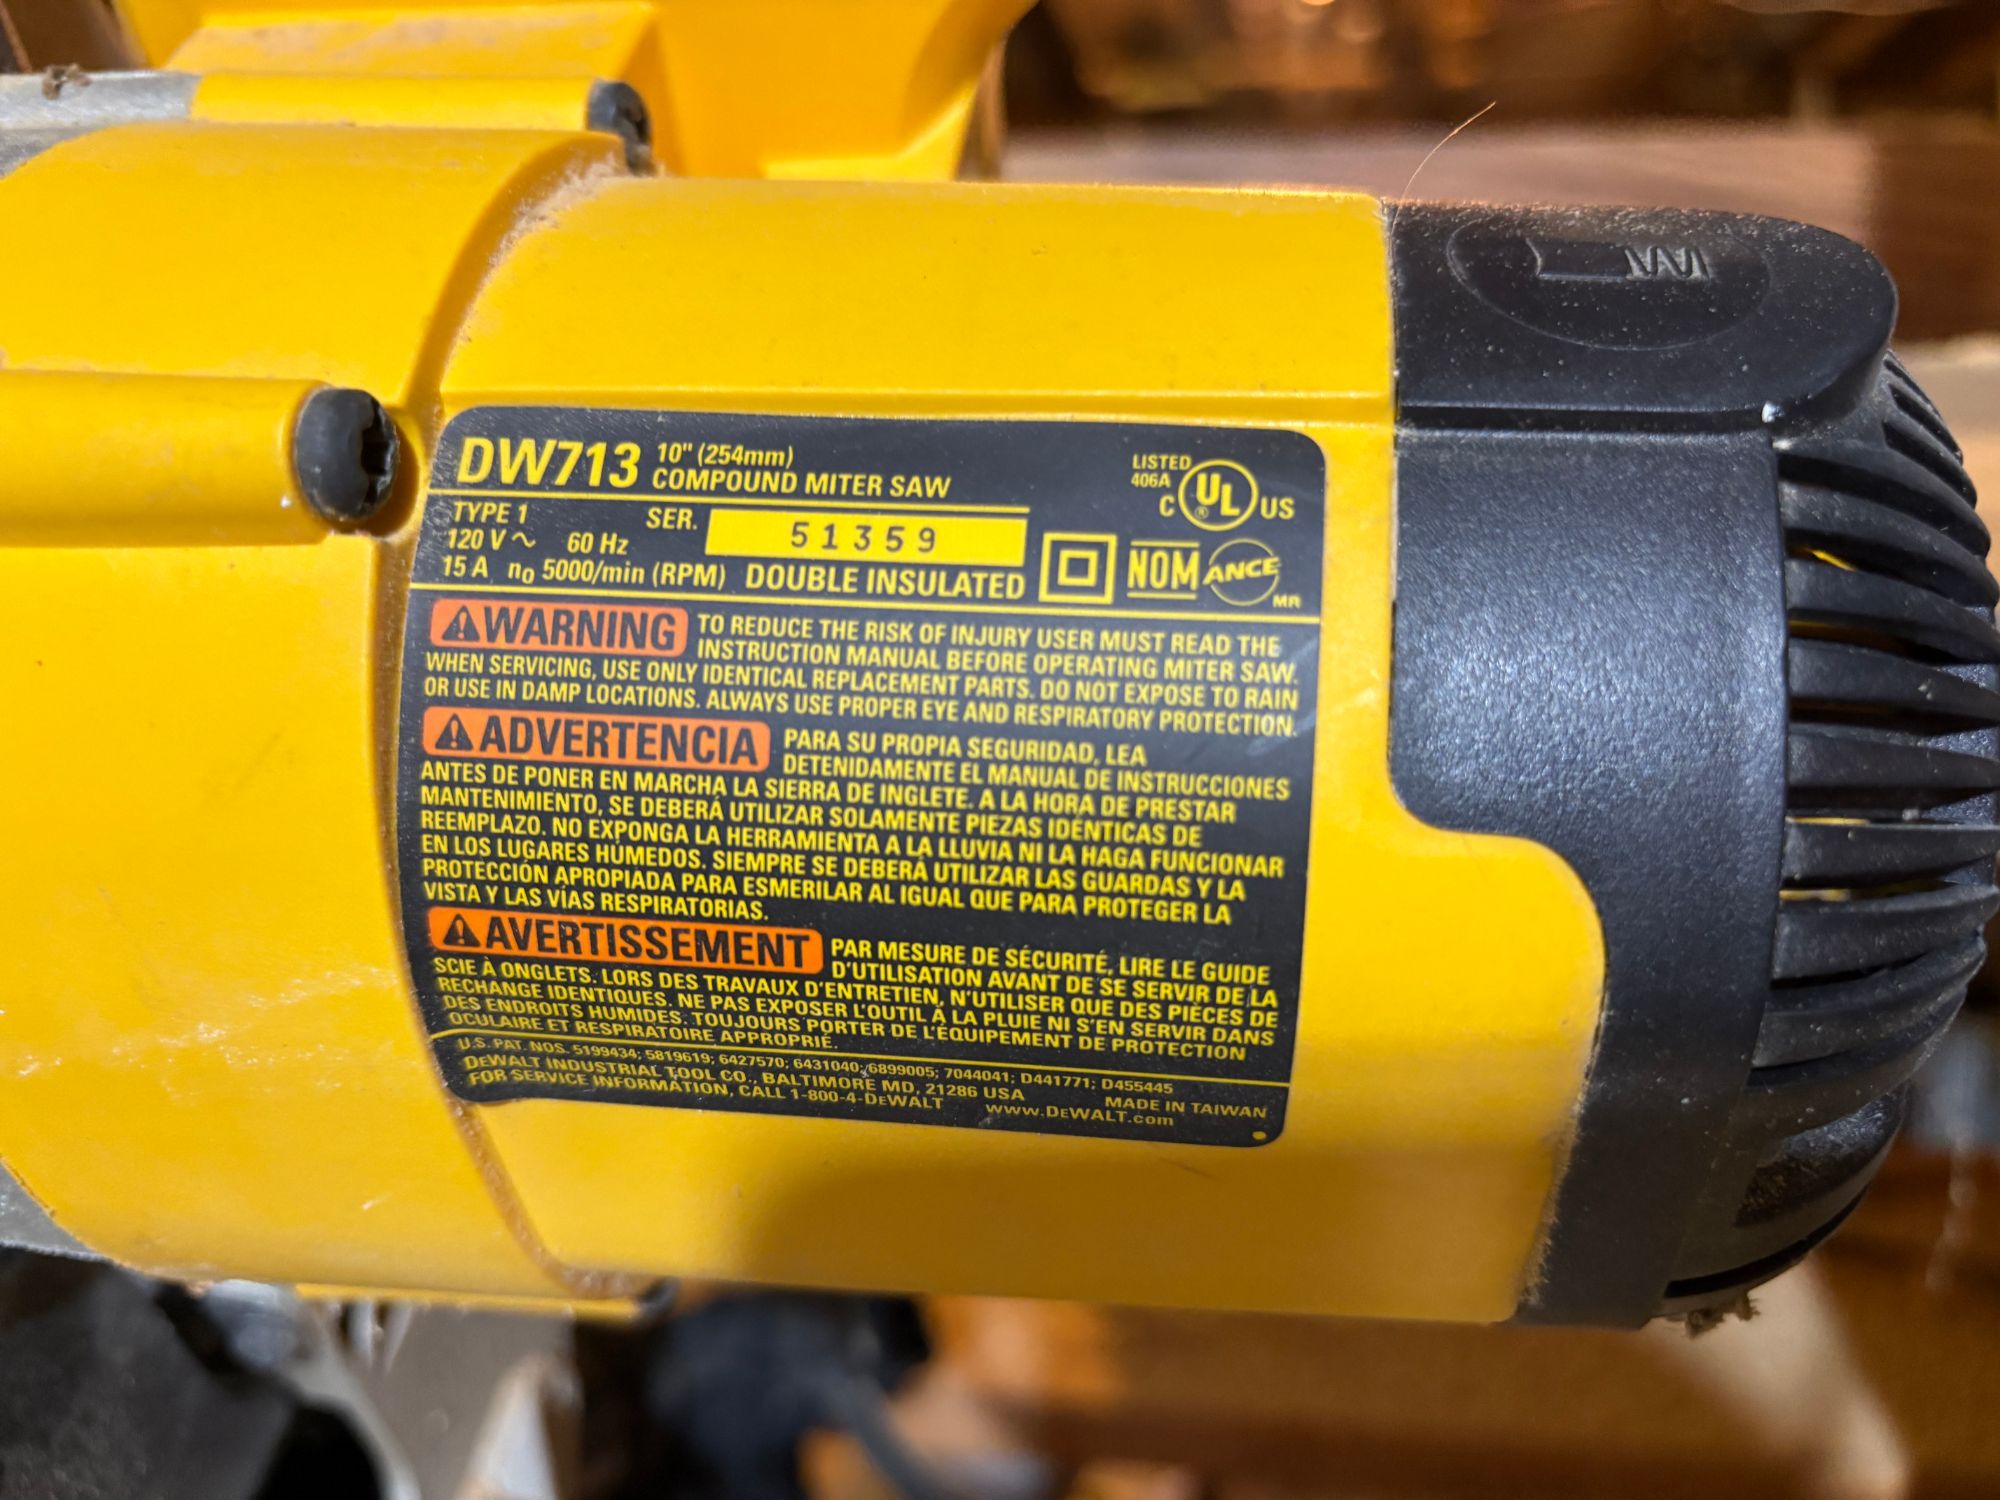 DW713 10" (254mm)
COMPOUND MITER SAW
LISTED
406A
C UL ® US
TYPE 1 SER. 51359
120 V ~ 60 Hz
15 A no 5000/min (RPM) DOUBLE INSULATED
NOM ANCE MR
WARNING TO REDUCE THE RISK OF INJURY USER MUST READ THE
INSTRUCTION MANUAL BEFORE OPERATING MITER SAW.
WHEN SERVICING, USE ONLY IDENTICAL REPLACEMENT PARTS. DO NOT EXPOSE TO RAIN
OR USE IN DAMP LOCATIONS. ALWAYS USE PROPER EYE AND RESPIRATORY PROTECTION.
ADVERTENCIA PARA SU PROPIA SEGURIDAD, LEA
DETENIDAMENTE EL MANUAL DE INSTRUCCIONES
ANTES DE PONER EN MARCHA LA SIERRA DE INGLETE. A LA HORA DE PRESTAR
MANTENIMIENTO, SE DEBERÁ UTILIZAR SOLAMENTE PIEZAS IDÉNTICAS DE
REEMPLAZO. NO EXPONGA LA HERRAMIENTA A LA LLUVIA NI LA HAGA FUNCIONAR
EN LOS LUGARES HÚMEDOS. SIEMPRE SE DEBERÁ UTILIZAR LAS GUARDAS Y LA
PROTECCIÓN APROPIADA PARA ESMERILAR AL IGUAL QUE PARA PROTEGER LA
VISTA Y LAS VÍAS RESPIRATORIAS.
AVERTISSEMENT PAR MESURE DE SÉCURITÉ, LIRE LE GUIDE
D'UTILISATION AVANT DE SE SERVIR DE LA
SCIE À ONGLETS. LORS DES TRAVAUX D'ENTRETIEN, N'UTILISER QUE DES PIÈCES DE
RECHANGE IDENTIQUES. NE PAS EXPOSER L'OUTIL À LA PLUIE NI S'EN SERVIR DANS
DES ENDROITS HUMIDES. TOUJOURS PORTER DE L'ÉQUIPEMENT DE PROTECTION
OCULAIRE ET RESPIRATOIRE APPROPRIÉ.
U.S. PAT. NOS. 5199434; 5819619; 6427570; 6431040; 6899005; 7044041; D441771; D455445
DEWALT INDUSTRIAL TOOL CO., BALTIMORE MD, 21286 USA MADE IN TAIWAN
FOR SERVICE INFORMATION, CALL 1-800-4-DEWALT www.DEWALT.com